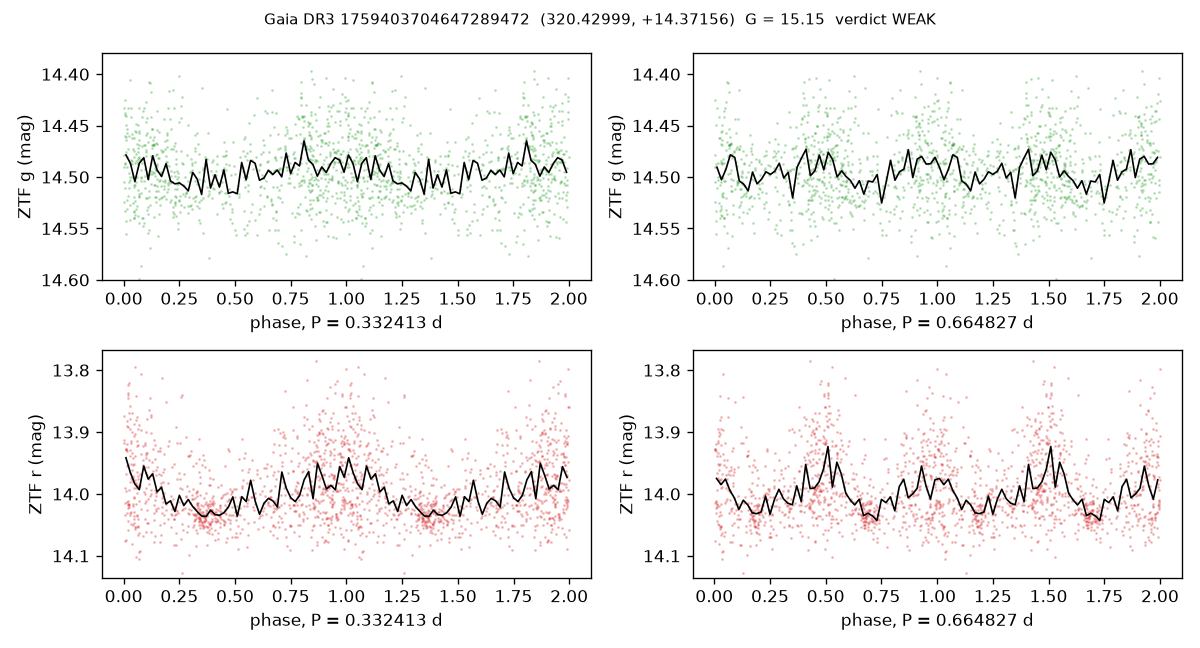 Gaia DR3 1759403704647289472  (320.42999, +14.37156)  G = 15.15  verdict WEAK
ZTF g (mag)
14.40
14.45
14.50
14.55
14.60
0.00 0.25 0.50 0.75 1.00 1.25 1.50 1.75 2.00
phase, P = 0.332413 d
ZTF g (mag)
14.40
14.45
14.50
14.55
14.60
0.00 0.25 0.50 0.75 1.00 1.25 1.50 1.75 2.00
phase, P = 0.664827 d
ZTF r (mag)
13.8
13.9
14.0
14.1
0.00 0.25 0.50 0.75 1.00 1.25 1.50 1.75 2.00
phase, P = 0.332413 d
ZTF r (mag)
13.8
13.9
14.0
14.1
0.00 0.25 0.50 0.75 1.00 1.25 1.50 1.75 2.00
phase, P = 0.664827 d